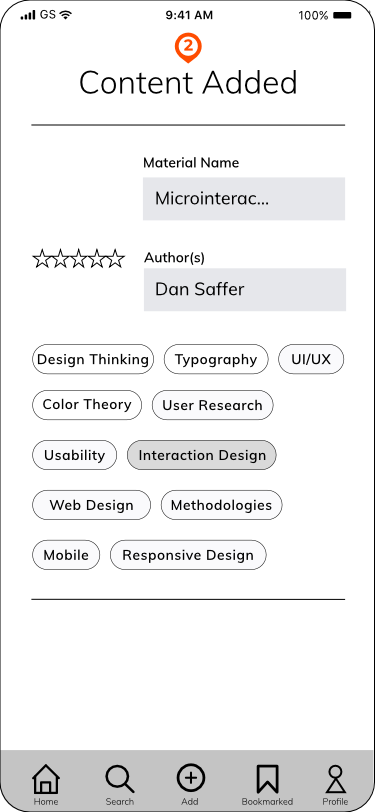 GS 9:41 AM 100%
2
Content Added
Material Name
Microinterac...
Author(s)
Dan Saffer
Design Thinking Typography UI/UX
Color Theory User Research
Usability Interaction Design
Web Design Methodologies
Mobile Responsive Design
Home Search Add Bookmarked Profile